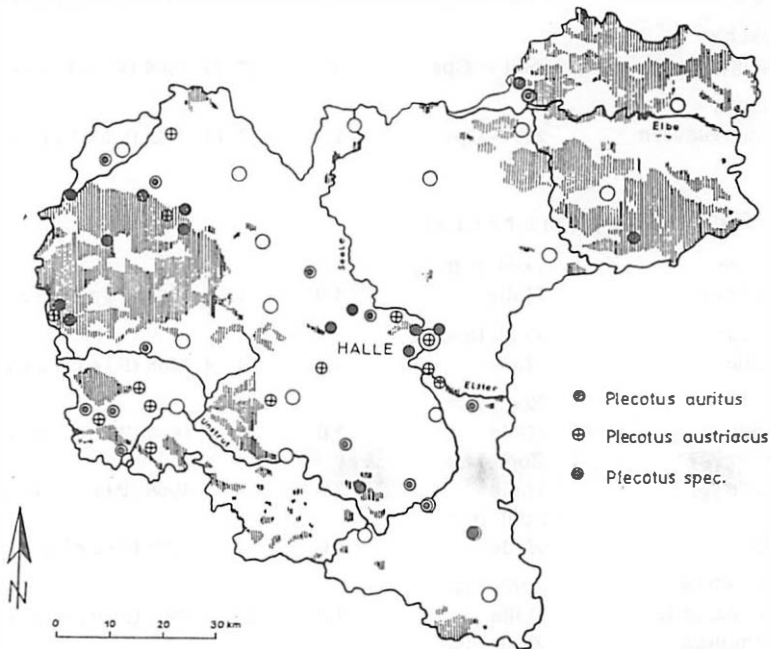 Elbe
Saale
HALLE
Elster
Unstrut
Plecotus auritus
Plecotus austriacus
Plecotus spec.
N
0 10 20 30 km